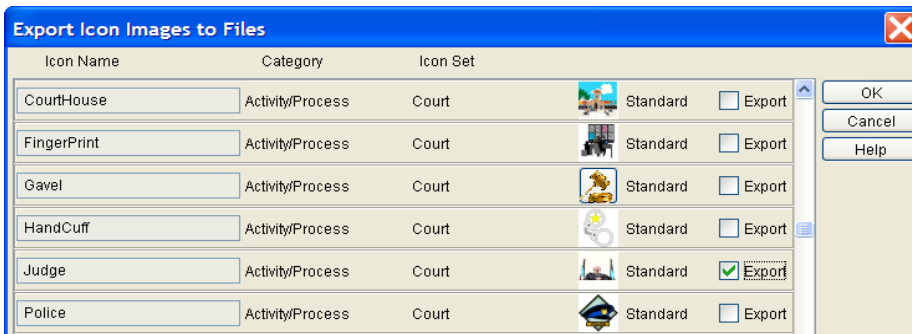 Export Icon Images to Files
Icon Name Category Icon Set
CourtHouse Activity/Process Court Standard Export OK
Cancel
FingerPrint Activity/Process Court Standard Export
Help
Gavel Activity/Process Court Standard Export
HandCuff Activity/Process Court Standard Export
Judge Activity/Process Court Standard Export
Police Activity/Process Court Standard Export